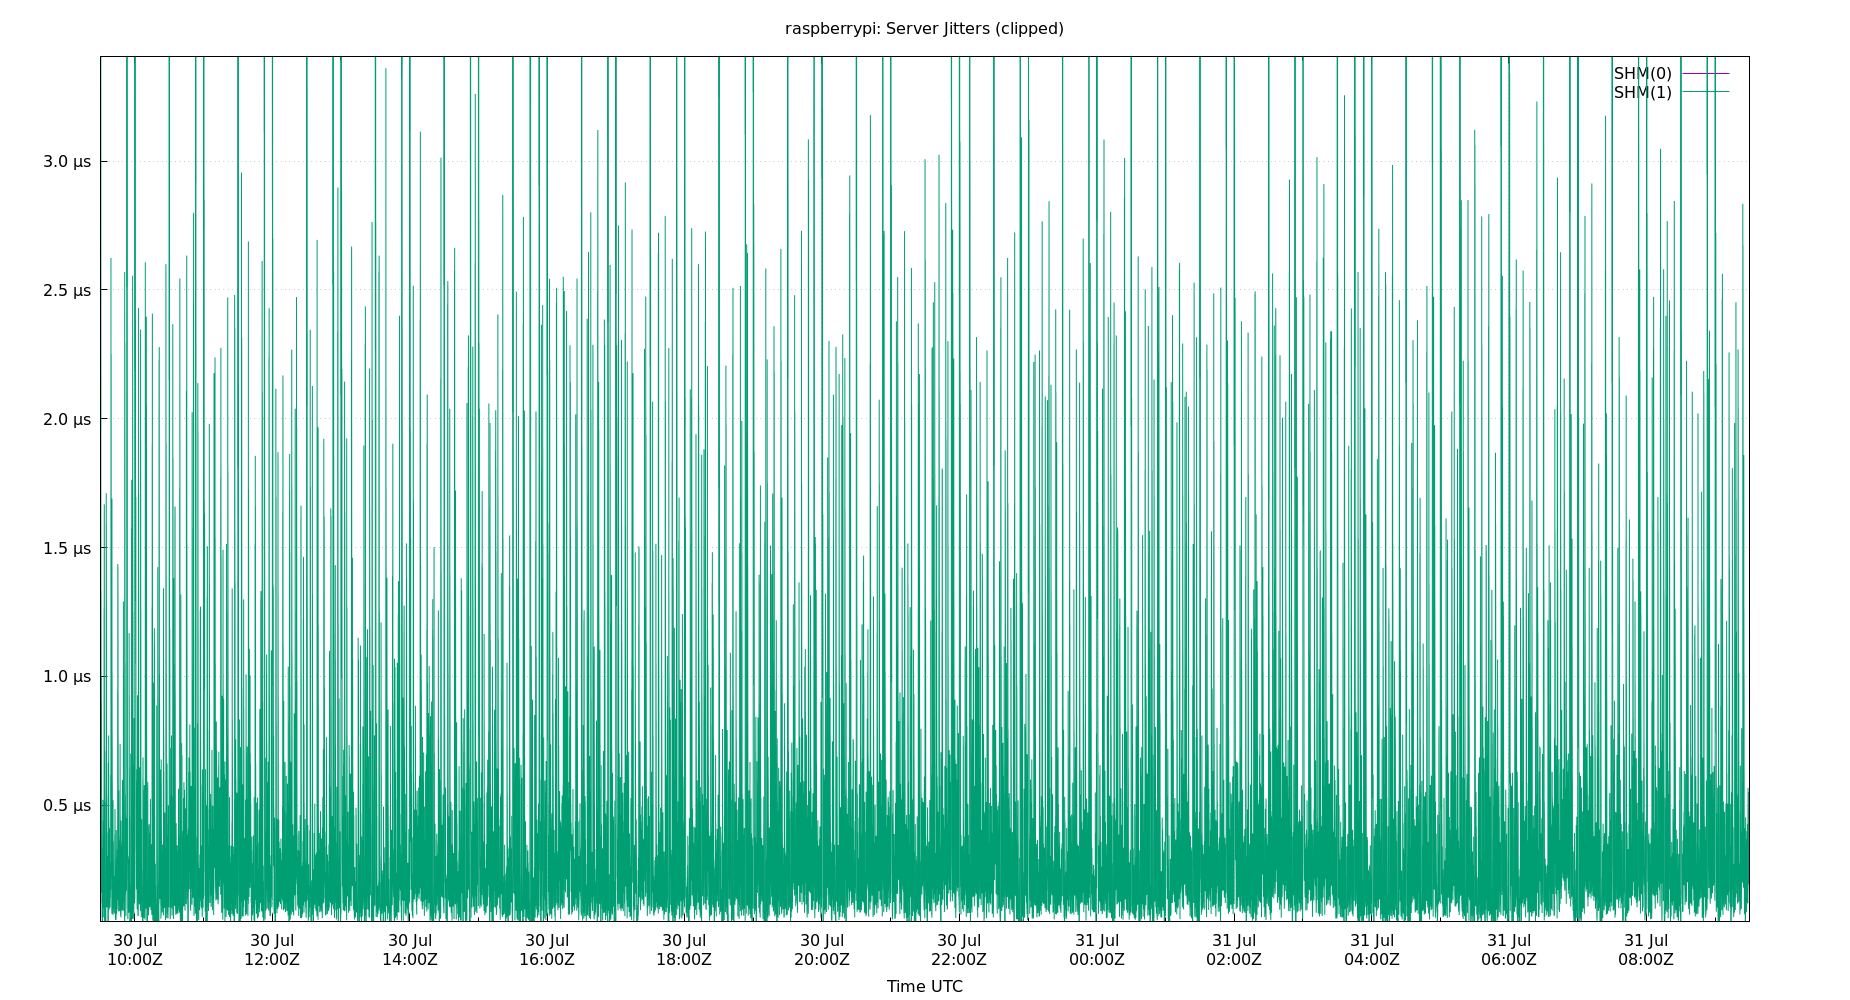 raspberrypi: Server Jitters (clipped)
SHM(0)
SHM(1)
3.0 µs
2.5 µs
2.0 µs
1.5 µs
1.0 µs
0.5 µs
30 Jul 30 Jul 30 Jul 30 Jul 30 Jul 30 Jul 30 Jul 31 Jul 31 Jul 31 Jul 31 Jul 31 Jul
10:00Z 12:00Z 14:00Z 16:00Z 18:00Z 20:00Z 22:00Z 00:00Z 02:00Z 04:00Z 06:00Z 08:00Z
Time UTC